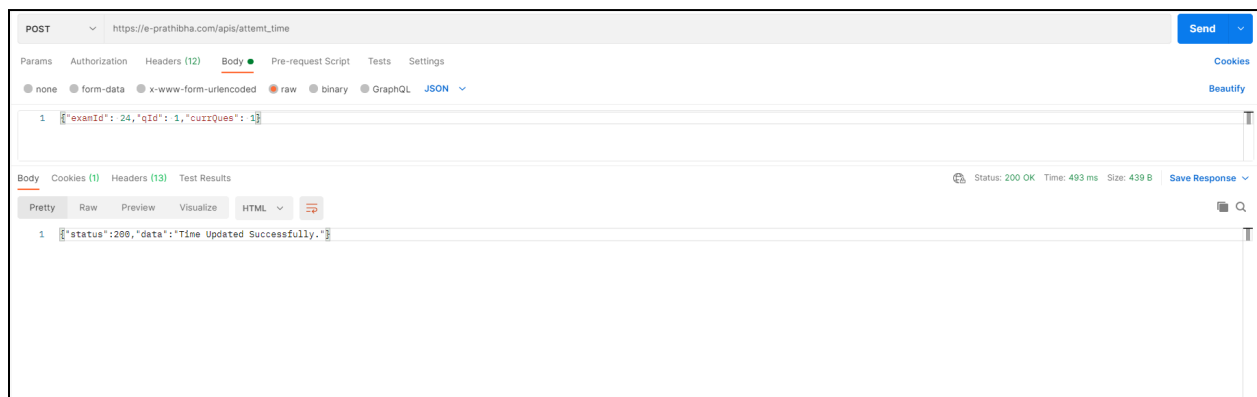 POST https://e-prathibha.com/apis/attemt_time Send
Params Authorization Headers (12) Body Pre-request Script Tests Settings Cookies
none form-data x-www-form-urlencoded raw binary GraphQL JSON Beautify
1 {"examId": 24,"qId": 1,"currQues": 1}
Body Cookies (1) Headers (13) Test Results Status: 200 OK Time: 493 ms Size: 439 B Save Response
Pretty Raw Preview Visualize HTML
1 {"status":200,"data":"Time Updated Successfully."}